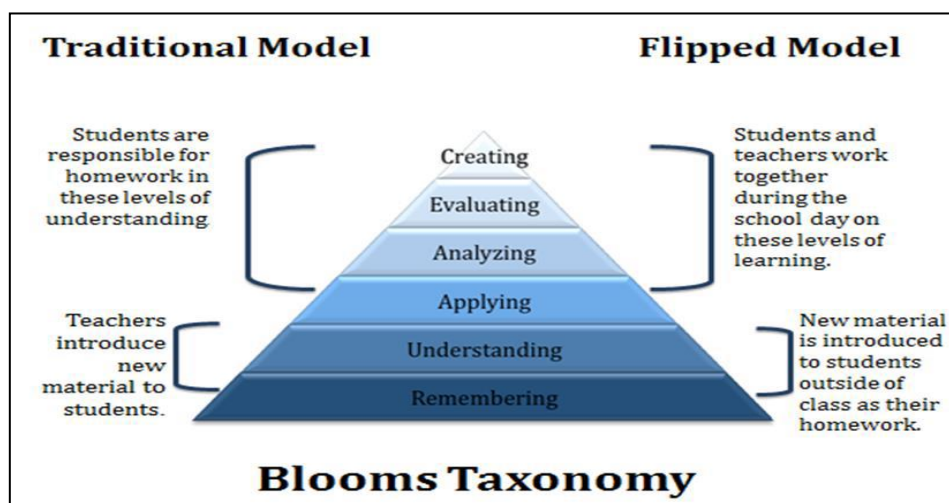 Traditional Model
Flipped Model
Students are
responsible for
homework in
these levels of
understanding
Teachers
introduce
new
material to
students.
Creating
Evaluating
Analyzing
Applying
Understanding
Remembering
Students and
teachers work
together
during the
school day on
these levels of
learning.
New material
is introduced
to students
outside of
class as their
homework.
Blooms Taxonomy